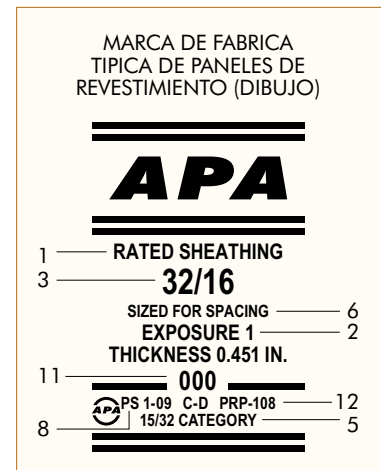 MARCA DE FABRICA
TIPICA DE PANELES DE
REVESTIMIENTO (DIBUJO)
APA
1 RATED SHEATHING
3 32/16
SIZED FOR SPACING 6
EXPOSURE 1 2
THICKNESS 0.451 IN.
11 000
APA PS 1-09 C-D PRP-108 12
8 15/32 CATEGORY 5